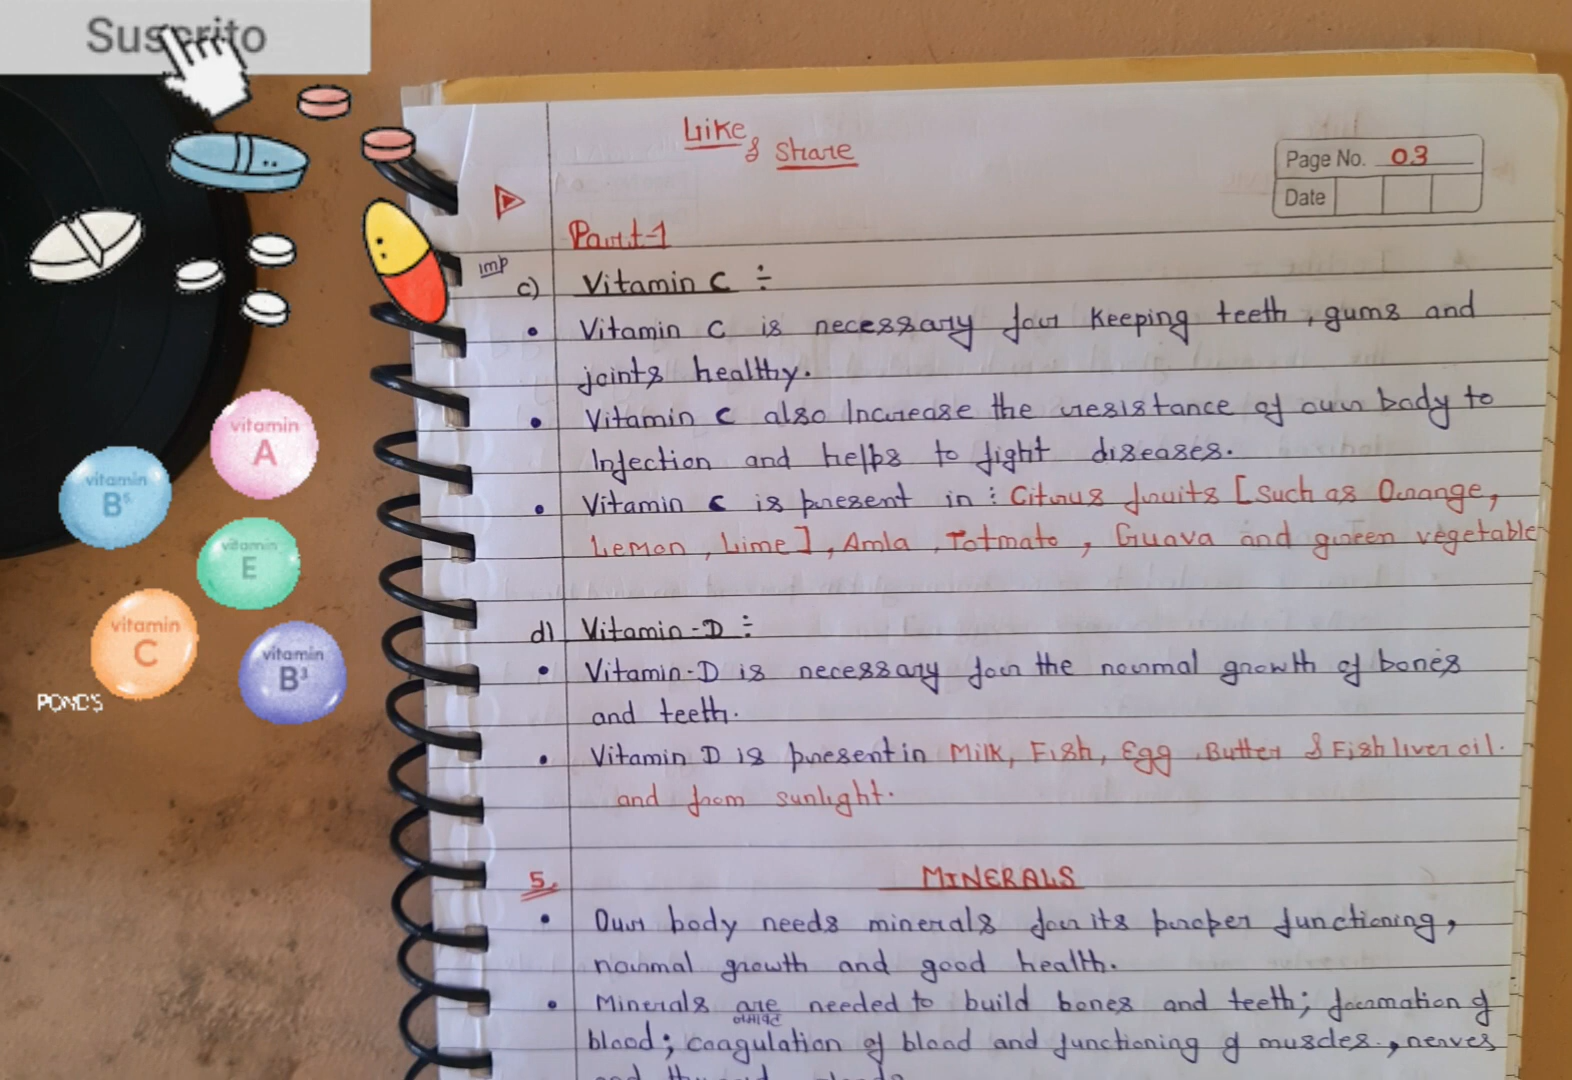 Suscrito
Like
& Share
Page No. 03
Date
Part-1
imp
c) Vitamin C ÷
• Vitamin C is necessary for keeping teeth, gums and
joints healthy.
• Vitamin C also Increase the resistance of our body to
Infection and helps to fight diseases.
• Vitamin C is present in : Citrus fruits [such as Orange,
Lemon, Lime], Amla, Totmato, Guava and green vegetable
d) Vitamin-D ÷
• Vitamin-D is necessary for the normal growth of bones
and teeth.
• Vitamin D is present in Milk, Fish, Egg, Butter & Fish liver oil.
and from sunlight.
5. MINERALS
• Our body needs minerals for its proper functioning,
normal growth and good health.
• Minerals are needed to build bones and teeth; formation of
blood; coagulation of blood and functioning of muscles, nerves
vitamin
A
vitamin
B⁵
vitamin
E
vitamin
C
vitamin
B³
POND'S